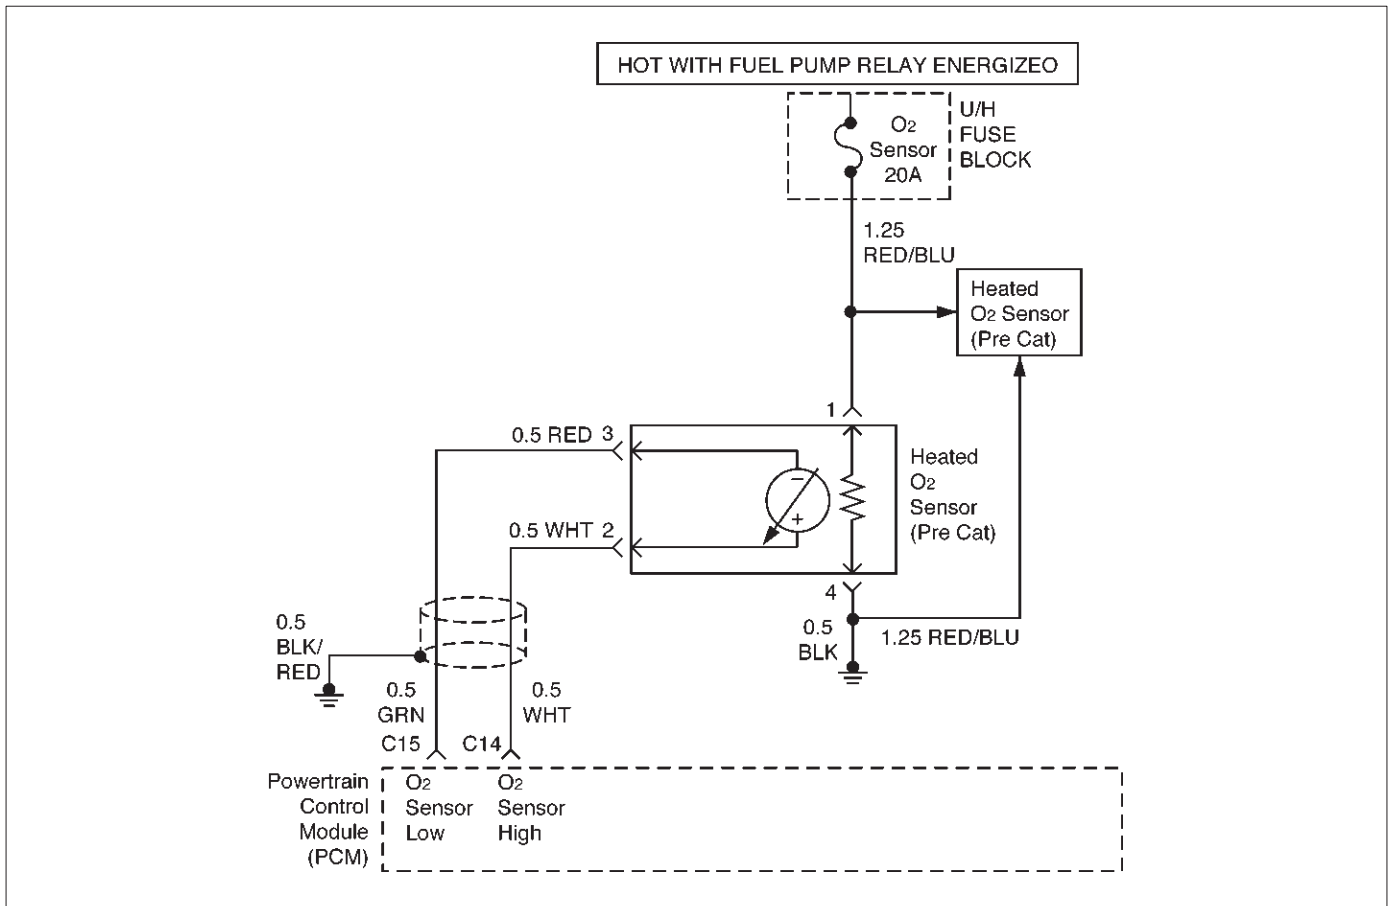 HOT WITH FUEL PUMP RELAY ENERGIZEO
O2
Sensor
20A
U/H
FUSE
BLOCK
1.25
RED/BLU
Heated
O2 Sensor
(Pre Cat)
1
0.5 RED 3
−
+
Heated
O2
Sensor
(Pre Cat)
0.5 WHT 2
4
0.5
BLK
1.25 RED/BLU
0.5
BLK/
RED
0.5
GRN
0.5
WHT
C15
C14
Powertrain
Control
Module
(PCM)
O2
Sensor
Low
O2
Sensor
High